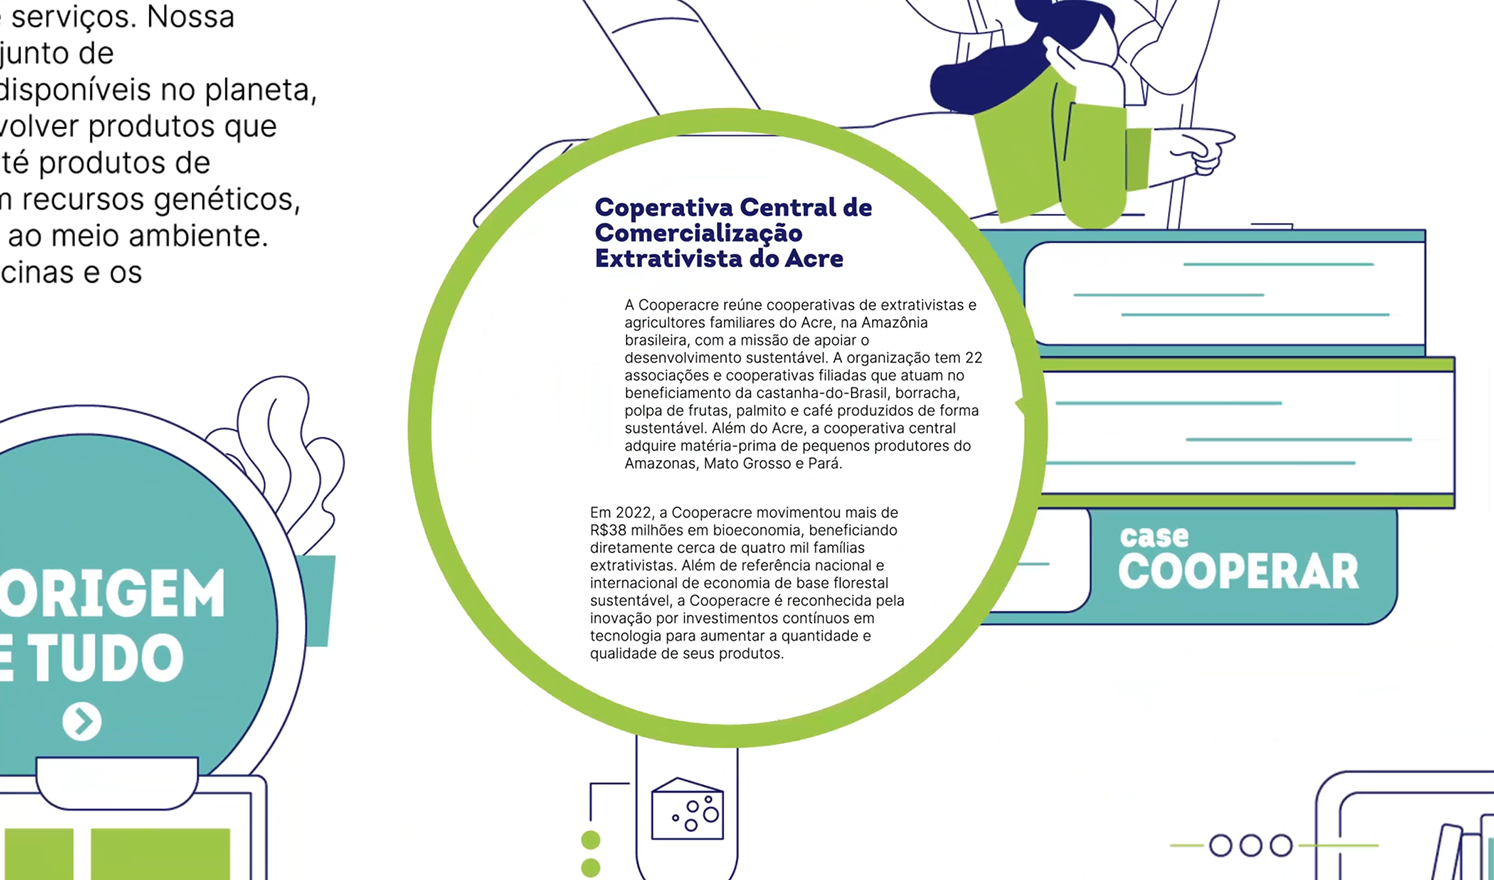 serviços. Nossa
junto de
disponíveis no planeta,
volver produtos que
té produtos de
recursos genéticos,
ao meio ambiente.
cinas e os
Coperativa Central de
Comercialização
Extrativista do Acre
A Cooperacre reúne cooperativas de extrativistas e
agricultores familiares do Acre, na Amazônia
brasileira, com a missão de apoiar o
desenvolvimento sustentável. A organização tem 22
associações e cooperativas filiadas que atuam no
beneficiamento da castanha-do-Brasil, borracha,
polpa de frutas, palmito e café produzidos de forma
sustentável. Além do Acre, a cooperativa central
adquire matéria-prima de pequenos produtores do
Amazonas, Mato Grosso e Pará.
Em 2022, a Cooperacre movimentou mais de
R$38 milhões em bioeconomia, beneficiando
diretamente cerca de quatro mil famílias
extrativistas. Além de referência nacional e
internacional de economia de base florestal
sustentável, a Cooperacre é reconhecida pela
inovação por investimentos contínuos em
tecnologia para aumentar a quantidade e
qualidade de seus produtos.
case
COOPERAR
ORIGEM
E TUDO